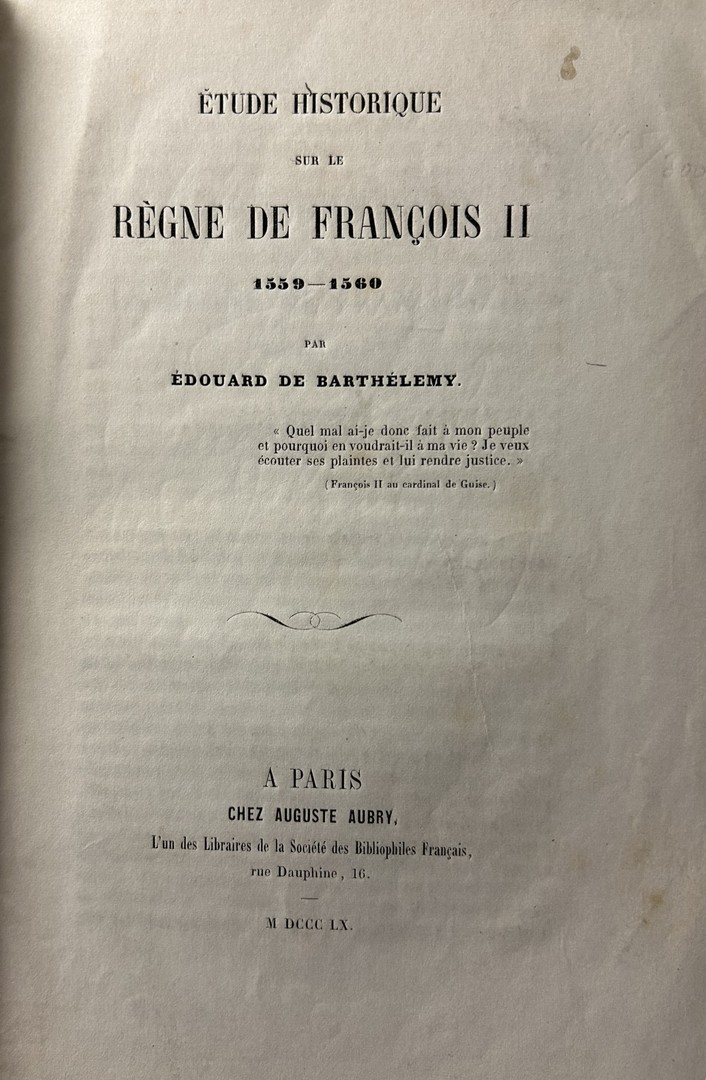 ÉTUDE HISTORIQUE
SUR LE
RÈGNE DE FRANÇOIS II
1559—1560
PAR
ÉDOUARD DE BARTHÉLEMY.
« Quel mal ai-je donc fait à mon peuple
et pourquoi en voudrait-il à ma vie ? Je veux
écouter ses plaintes et lui rendre justice. »
(François II au cardinal de Guise.)
A PARIS
CHEZ AUGUSTE AUBRY,
L'un des Libraires de la Société des Bibliophiles Français,
rue Dauphine, 16.
M DCCC LX.